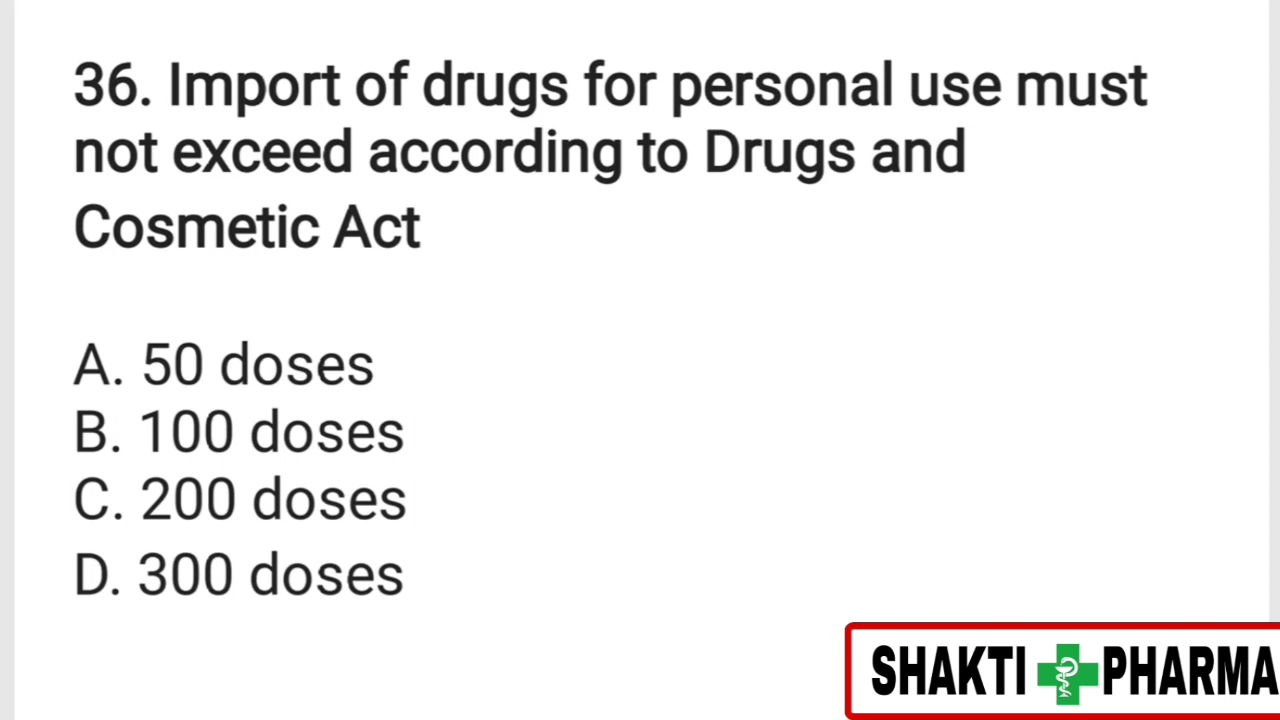 36. Import of drugs for personal use must
not exceed according to Drugs and
Cosmetic Act
A. 50 doses
B. 100 doses
C. 200 doses
D. 300 doses
SHAKTI PHARMA